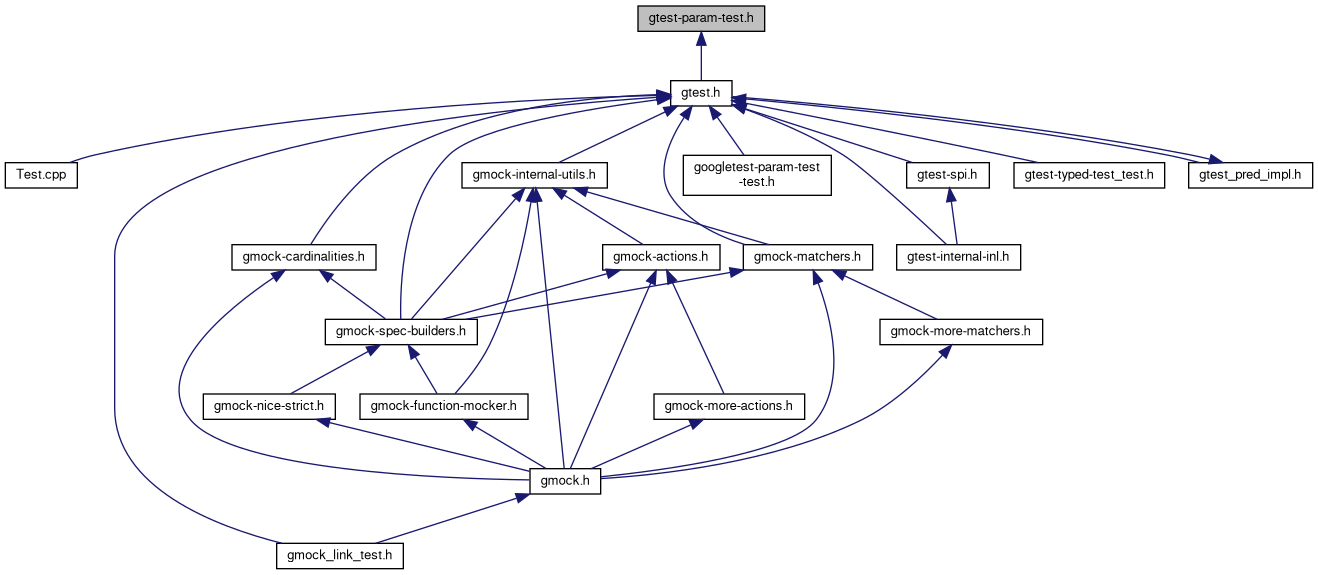 gtest-param-test.h
gtest.h
Test.cpp
gmock-internal-utils.h
googletest-param-test
-test.h
gtest-spi.h
gtest-typed-test_test.h
gtest_pred_impl.h
gmock-cardinalities.h
gmock-actions.h
gmock-matchers.h
gtest-internal-inl.h
gmock-spec-builders.h
gmock-more-matchers.h
gmock-nice-strict.h
gmock-function-mocker.h
gmock-more-actions.h
gmock.h
gmock_link_test.h